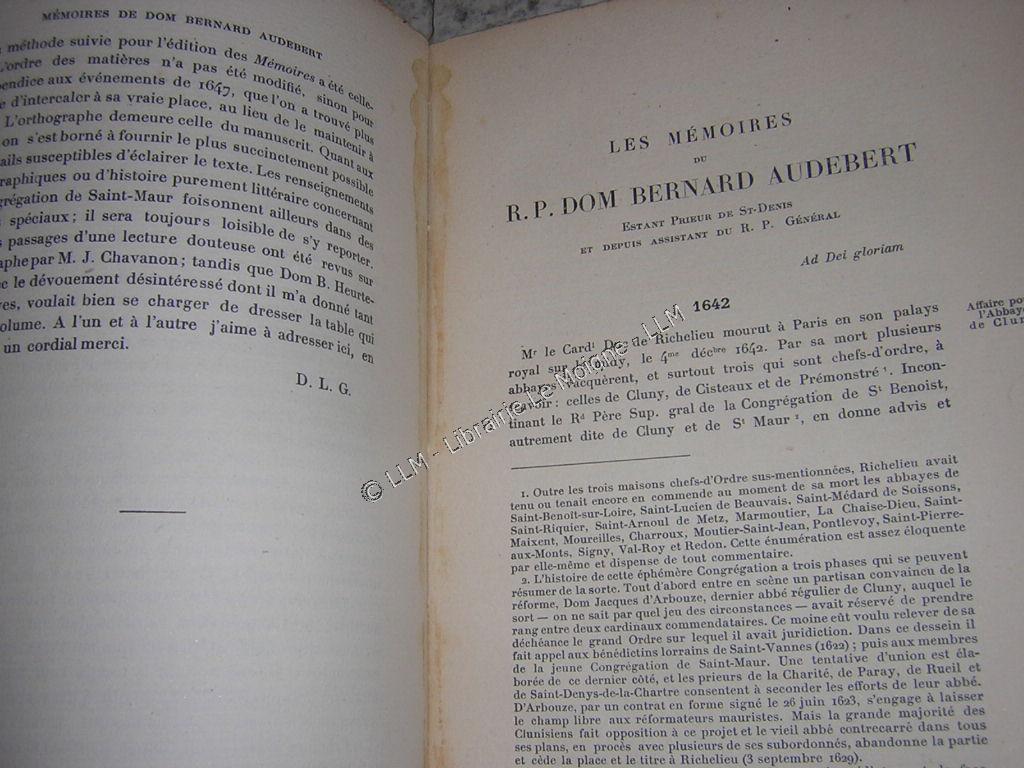 MÉMOIRES DE DOM BERNARD AUDEBERT
méthode suivie pour l'édition des Mémoires a été celle-
L'ordre des matières n'a pas été modifié, sinon pour
pendice aux événements de 1647, que l'on a trouvé plus
e d'intercaler à sa vraie place, au lieu de le maintenir à
L'orthographe demeure celle du manuscrit. Quant aux
on s'est borné à fournir le plus succinctement possible
ails susceptibles d'éclairer le texte. Les renseignements
raphiques ou d'histoire purement littéraire concernant
grégation de Saint-Maur foisonnent ailleurs dans des
spéciaux ; il sera toujours loisible de s'y reporter.
s passages d'une lecture douteuse ont été revus sur
aphe par M. J. Chavanon ; tandis que Dom B. Heurte-
c le dévouement désintéressé dont il m'a donné tant
ves, voulait bien se charger de dresser la table qui
olume. A l'un et à l'autre j'aime à adresser ici, en
un cordial merci.
D. L. G.
LES MÉMOIRES
DU
R. P. DOM BERNARD AUDEBERT
ESTANT PRIEUR DE ST-DENIS
ET DEPUIS ASSISTANT DU R. P. GÉNÉRAL
Ad Dei gloriam
1642
Affaire po
l'Abbay
de Clun
Mr le Cardl Duc de Richelieu mourut à Paris en son palays
royal sur le midy, le 4me décbre 1642. Par sa mort plusieurs
abbayes vacquèrent, et surtout trois qui sont chefs-d'ordre, à
savoir : celles de Cluny, de Cisteaux et de Prémonstré 1. Incon-
tinant le Rd Père Sup. gral de la Congrégation de St Benoist,
autrement dite de Cluny et de St Maur 2, en donne advis et
1. Outre les trois maisons chefs-d'Ordre sus-mentionnées, Richelieu avait
tenu ou tenait encore en commende au moment de sa mort les abbayes de
Saint-Benoît-sur-Loire, Saint-Lucien de Beauvais, Saint-Médard de Soissons,
Saint-Riquier, Saint-Arnoul de Metz, Marmoutier, La Chaise-Dieu, Saint-
Maixent, Moureilles, Charroux, Moutier-Saint-Jean, Pontlevoy, Saint-Pierre-
aux-Monts, Signy, Val-Roy et Redon. Cette énumération est assez éloquente
par elle-même et dispense de tout commentaire.
2. L'histoire de cette éphémère Congrégation a trois phases qui se peuvent
résumer de la sorte. Tout d'abord entre en scène un partisan convaincu de la
réforme, Dom Jacques d'Arbouze, dernier abbé régulier de Cluny, auquel le
sort — on ne sait par quel jeu des circonstances — avait réservé de prendre
rang entre deux cardinaux commendataires. Ce moine eût voulu relever de sa
déchéance le grand Ordre sur lequel il avait juridiction. Dans ce dessein il
fait appel aux bénédictins lorrains de Saint-Vannes (1622) ; puis aux membres
de la jeune Congrégation de Saint-Maur. Une tentative d'union est éla-
borée de ce dernier côté, et les prieurs de la Charité, de Paray, de Rueil et
de Saint-Denys-de-la-Chartre consentent à seconder les efforts de leur abbé.
D'Arbouze, par un contrat en forme signé le 26 juin 1623, s'engage à laisser
le champ libre aux réformateurs mauristes. Mais la grande majorité des
Clunisiens fait opposition à ce projet et le vieil abbé contrecarré dans tous
ses plans, en procès avec plusieurs de ses subordonnés, abandonne la partie
et cède la place et le titre à Richelieu (3 septembre 1629).
© LLM - Librairie Le Moigne - LLM